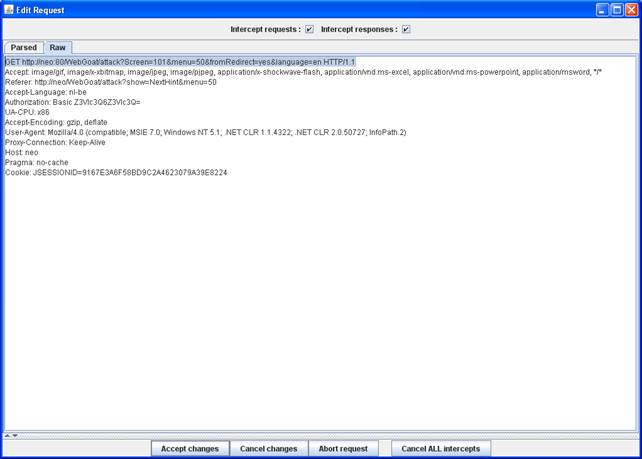 Edit Request
Intercept requests : Intercept responses :
Parsed Raw
GET http://neo:80/WebGoat/attack?Screen=101&menu=50&fromRedirect=yes&language=en HTTP/1.1
Accept: image/gif, image/x-xbitmap, image/jpeg, image/pjpeg, application/x-shockwave-flash, application/vnd.ms-excel, application/vnd.ms-powerpoint, application/msword, */*
Referer: http://neo/WebGoat/attack?show=NextHint&menu=50
Accept-Language: nl-be
Authorization: Basic Z3Vlc3Q6Z3Vlc3Q=
UA-CPU: x86
Accept-Encoding: gzip, deflate
User-Agent: Mozilla/4.0 (compatible; MSIE 7.0; Windows NT 5.1; .NET CLR 1.1.4322; .NET CLR 2.0.50727; InfoPath.2)
Proxy-Connection: Keep-Alive
Host: neo
Pragma: no-cache
Cookie: JSESSIONID=9167E3A6F58BD9C2A4623079A39E8224
Accept changes Cancel changes Abort request Cancel ALL intercepts